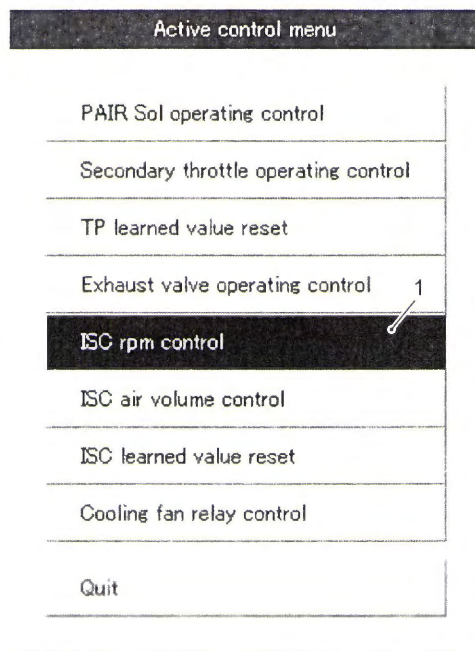 Active control menu
PAIR Sol operating control
Secondary throttle operating control
TP learned value reset
Exhaust valve operating control
1
ISC rpm control
ISC air volume control
ISC learned value reset
Cooling fan relay control
Quit